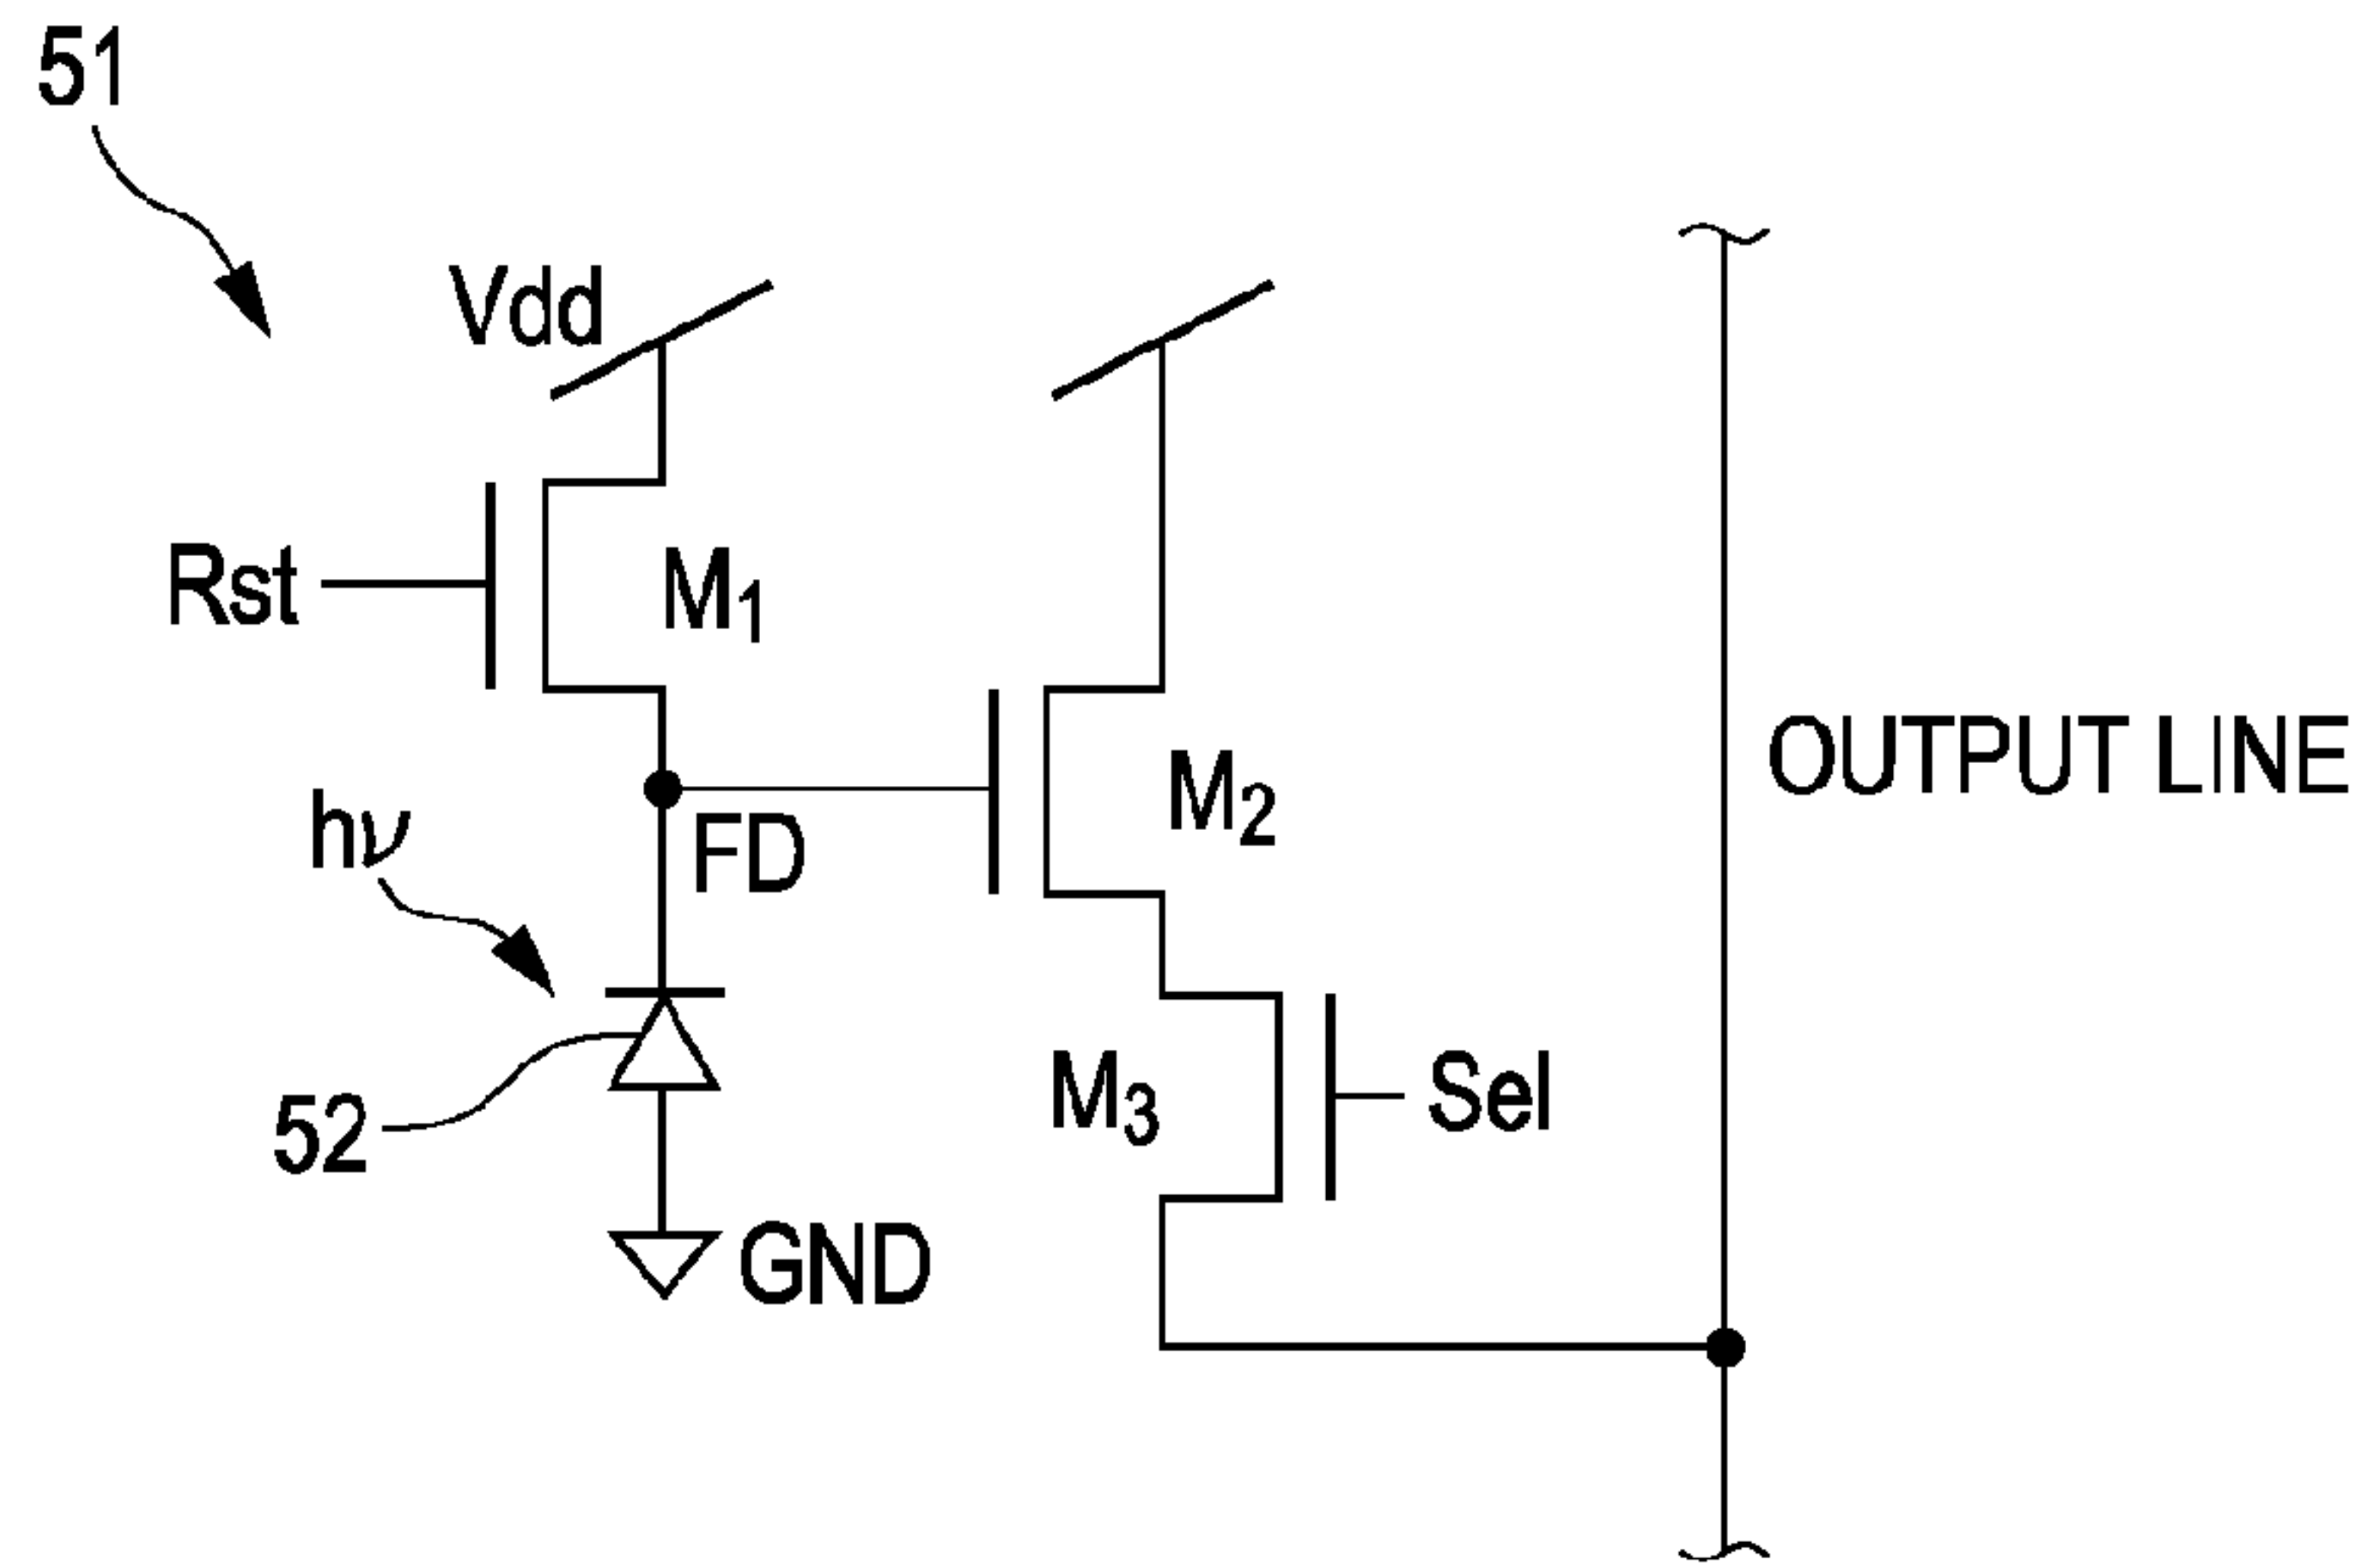 51
Vdd
Rst
M1
OUTPUT LINE
M2
hν
FD
M3
Sel
52
GND